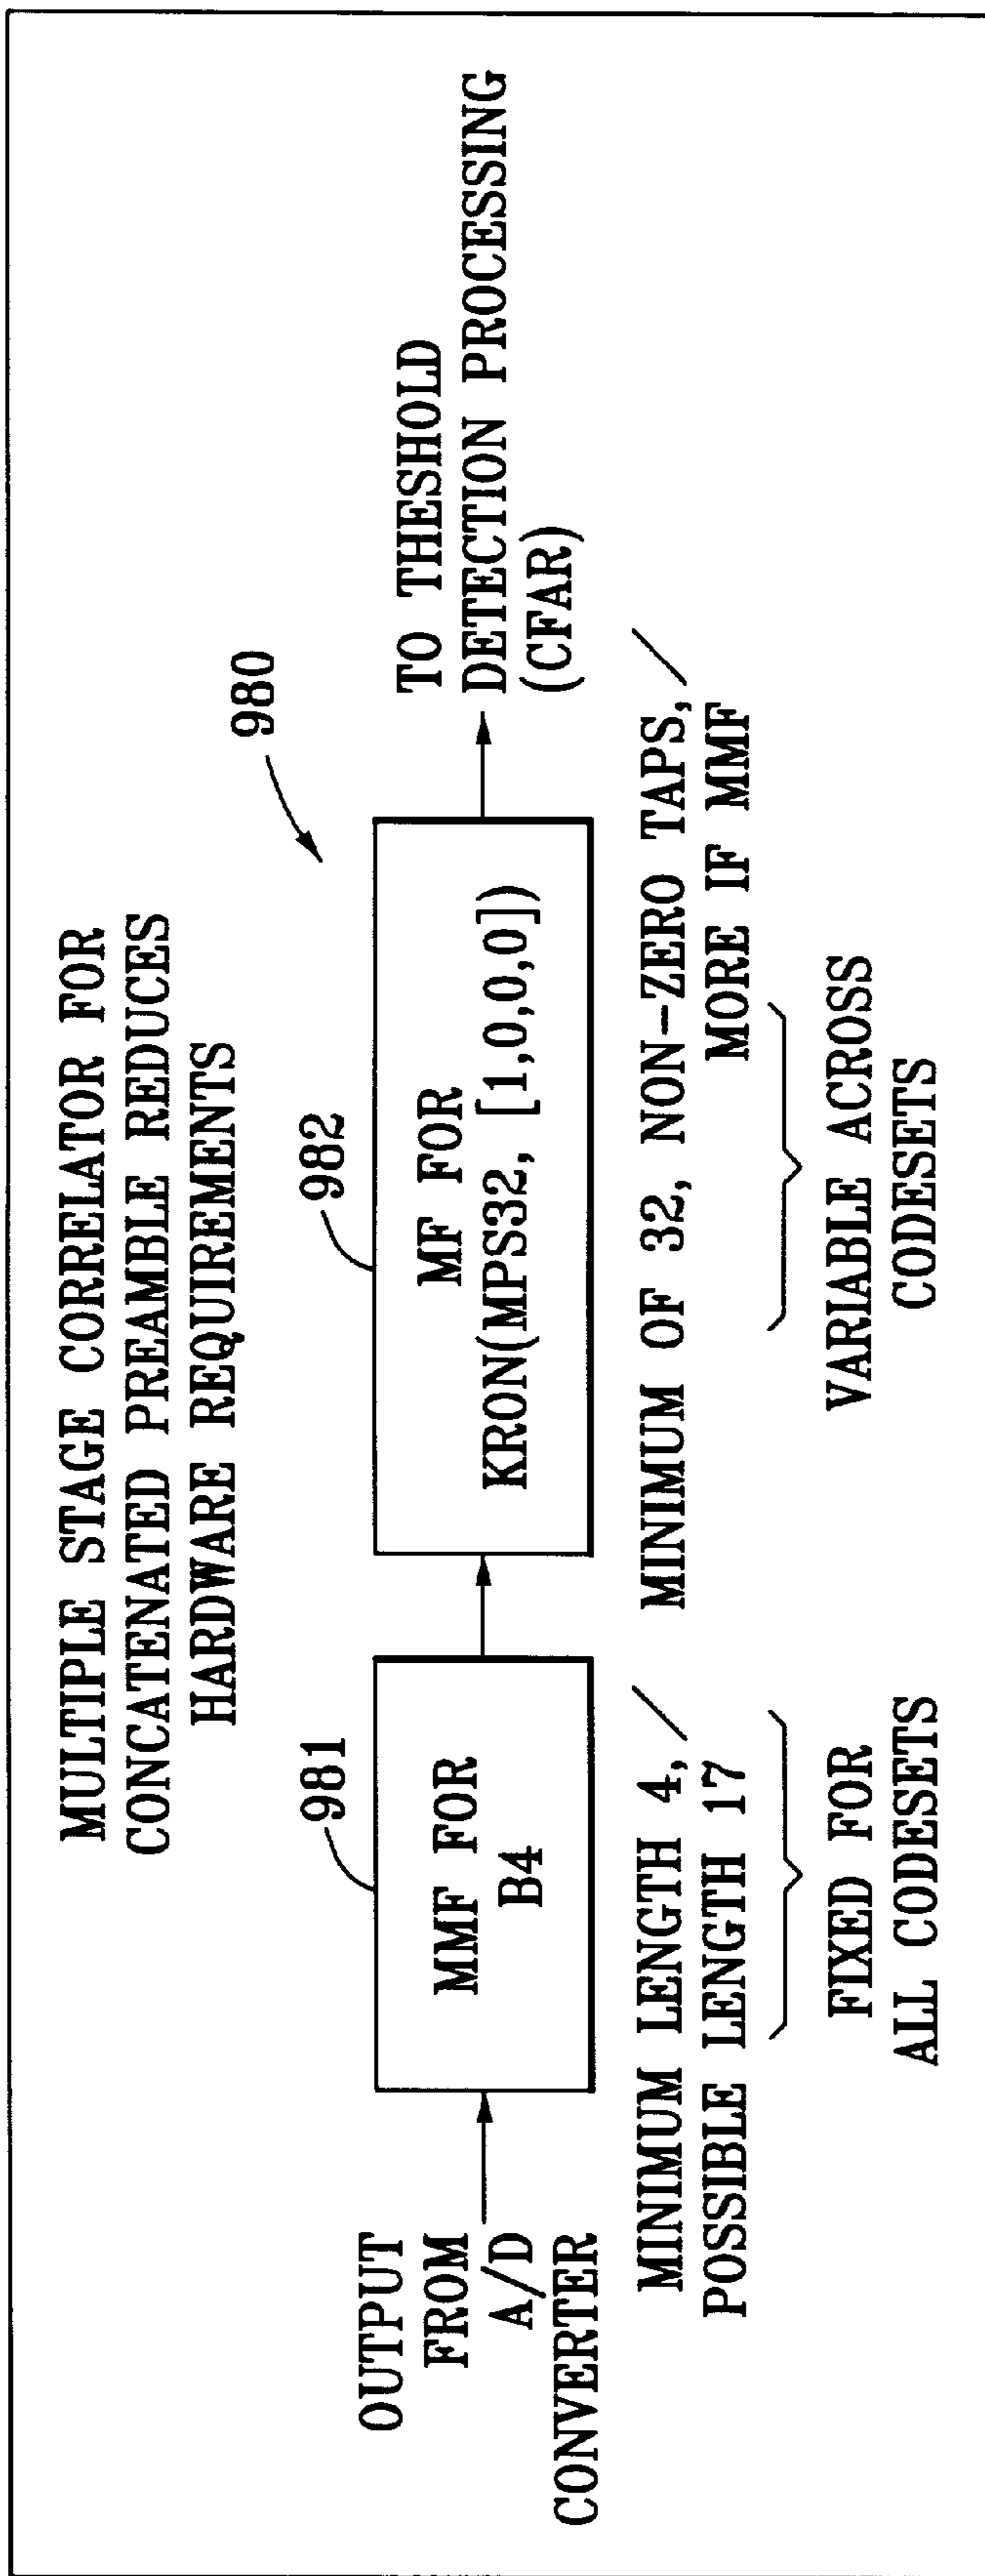 MULTIPLE STAGE CORRELATOR FOR
CONCATENATED PREAMBLE REDUCES
HARDWARE REQUIREMENTS
980
OUTPUT
FROM
A/D
CONVERTER
981
MMF FOR
B4
982
MF FOR
KRON(MPS32, [1,0,0,0])
TO THESHOLD
DETECTION PROCESSING
(CFAR)
MINIMUM LENGTH 4,
POSSIBLE LENGTH 17
FIXED FOR
ALL CODESETS
MINIMUM OF 32, NON-ZERO TAPS,
MORE IF MMF
VARIABLE ACROSS
CODESETS